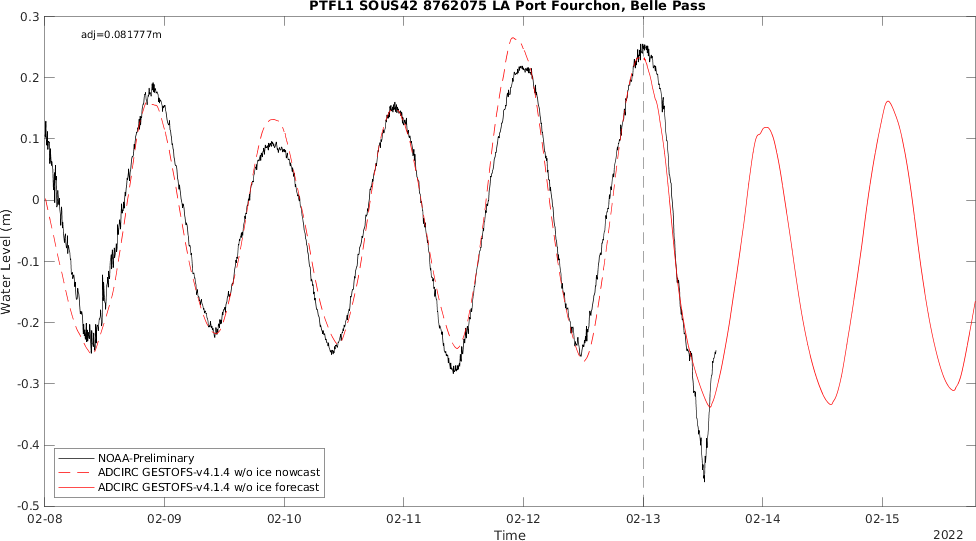 PTFL1 SOUS42 8762075 LA Port Fourchon, Belle Pass
adj=0.081777m
0.3
0.2
0.1
0
-0.1
-0.2
-0.3
-0.4
-0.5
Water Level (m)
NOAA-Preliminary
ADCIRC GESTOFS-v4.1.4 w/o ice nowcast
ADCIRC GESTOFS-v4.1.4 w/o ice forecast
02-08 02-09 02-10 02-11 02-12 02-13 02-14 02-15
Time
2022